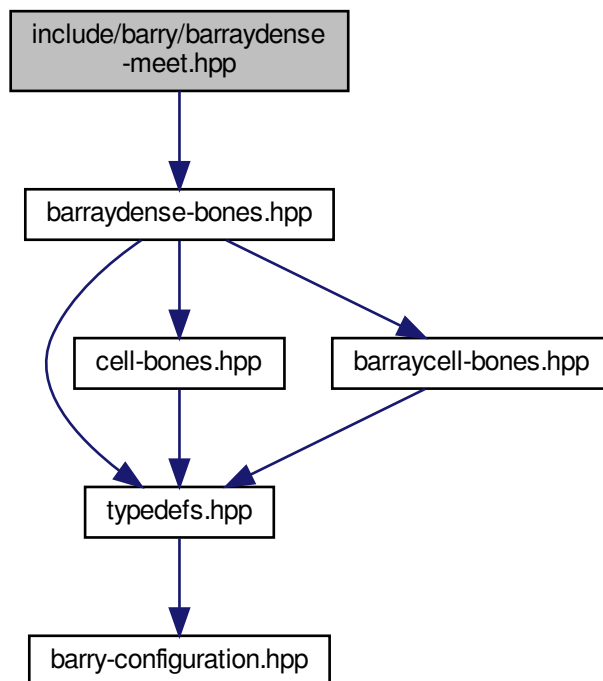 include/barry/barraydense
-meet.hpp
barraydense-bones.hpp
cell-bones.hpp
barraycell-bones.hpp
typedefs.hpp
barry-configuration.hpp